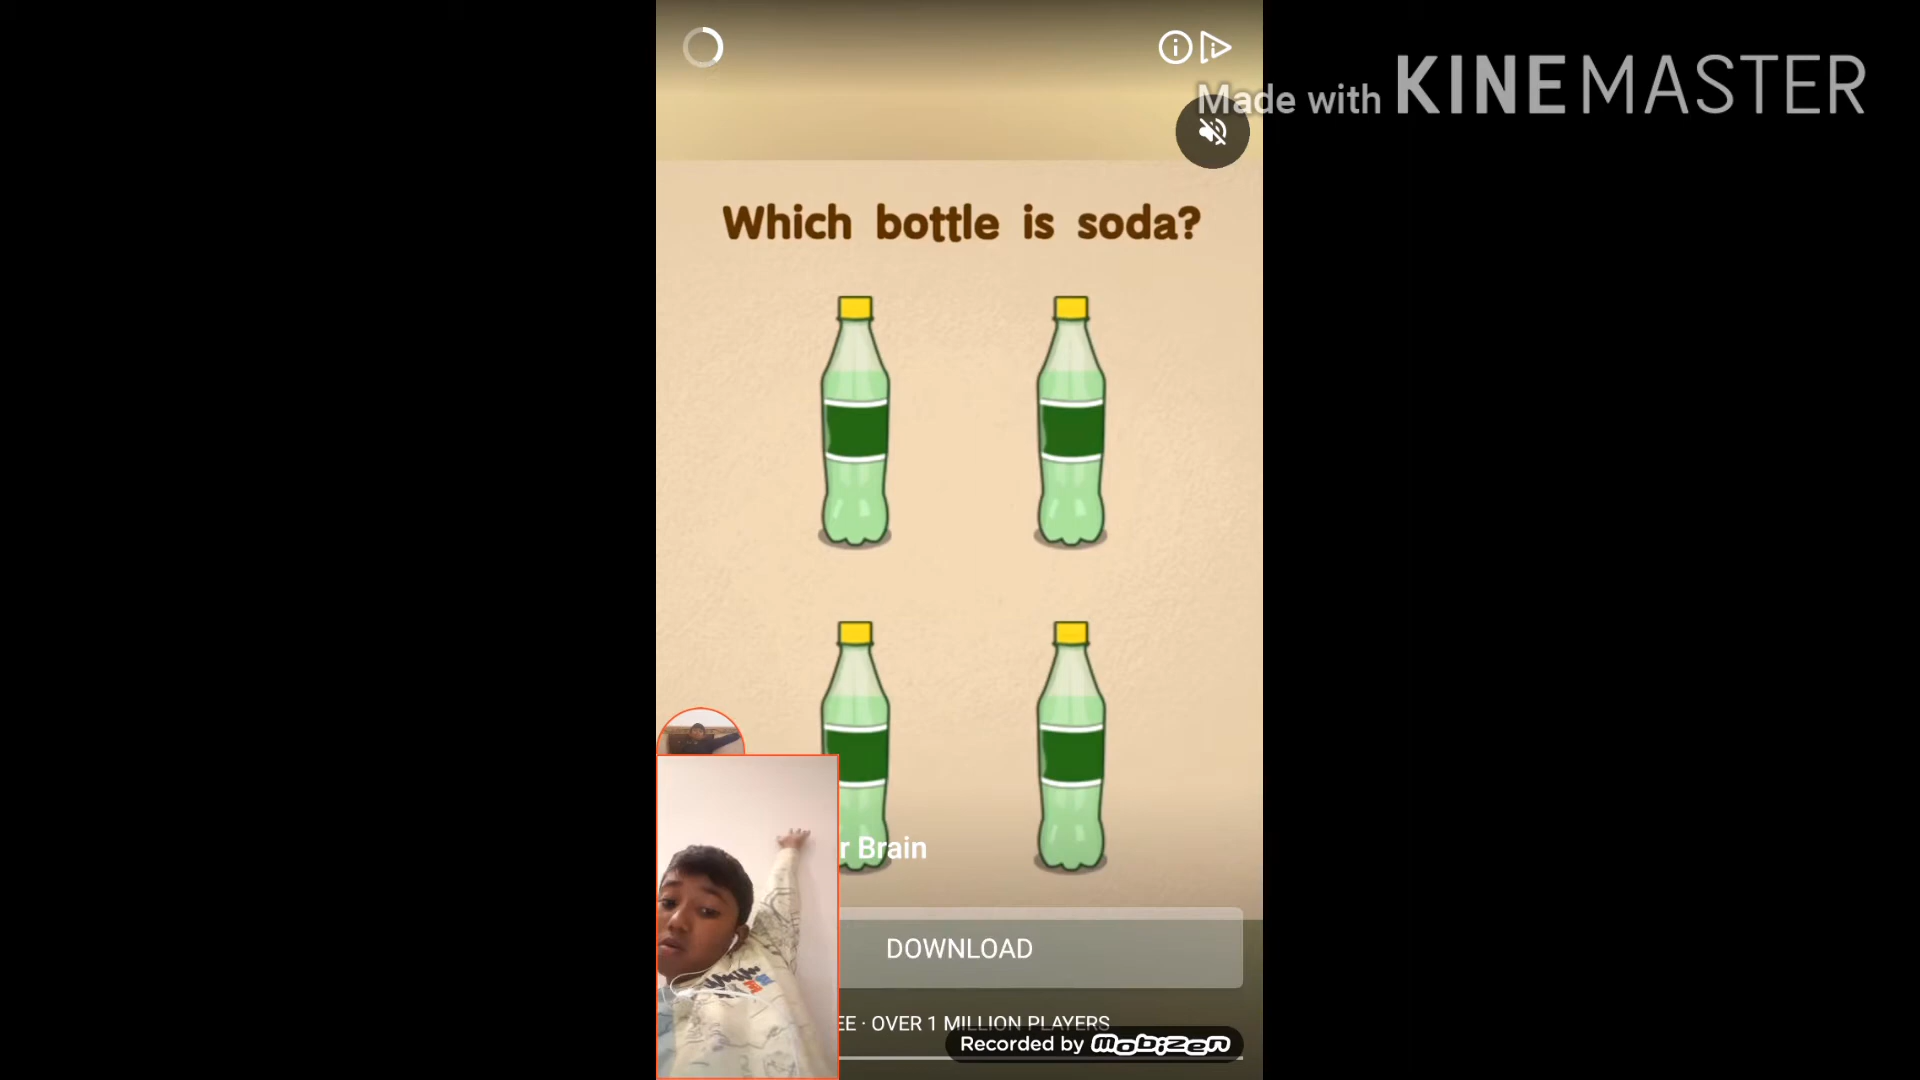 Made with KINEMASTER
Which bottle is soda?
r Brain
DOWNLOAD
EE · OVER 1 MILLION PLAYERS
Recorded by mobizen